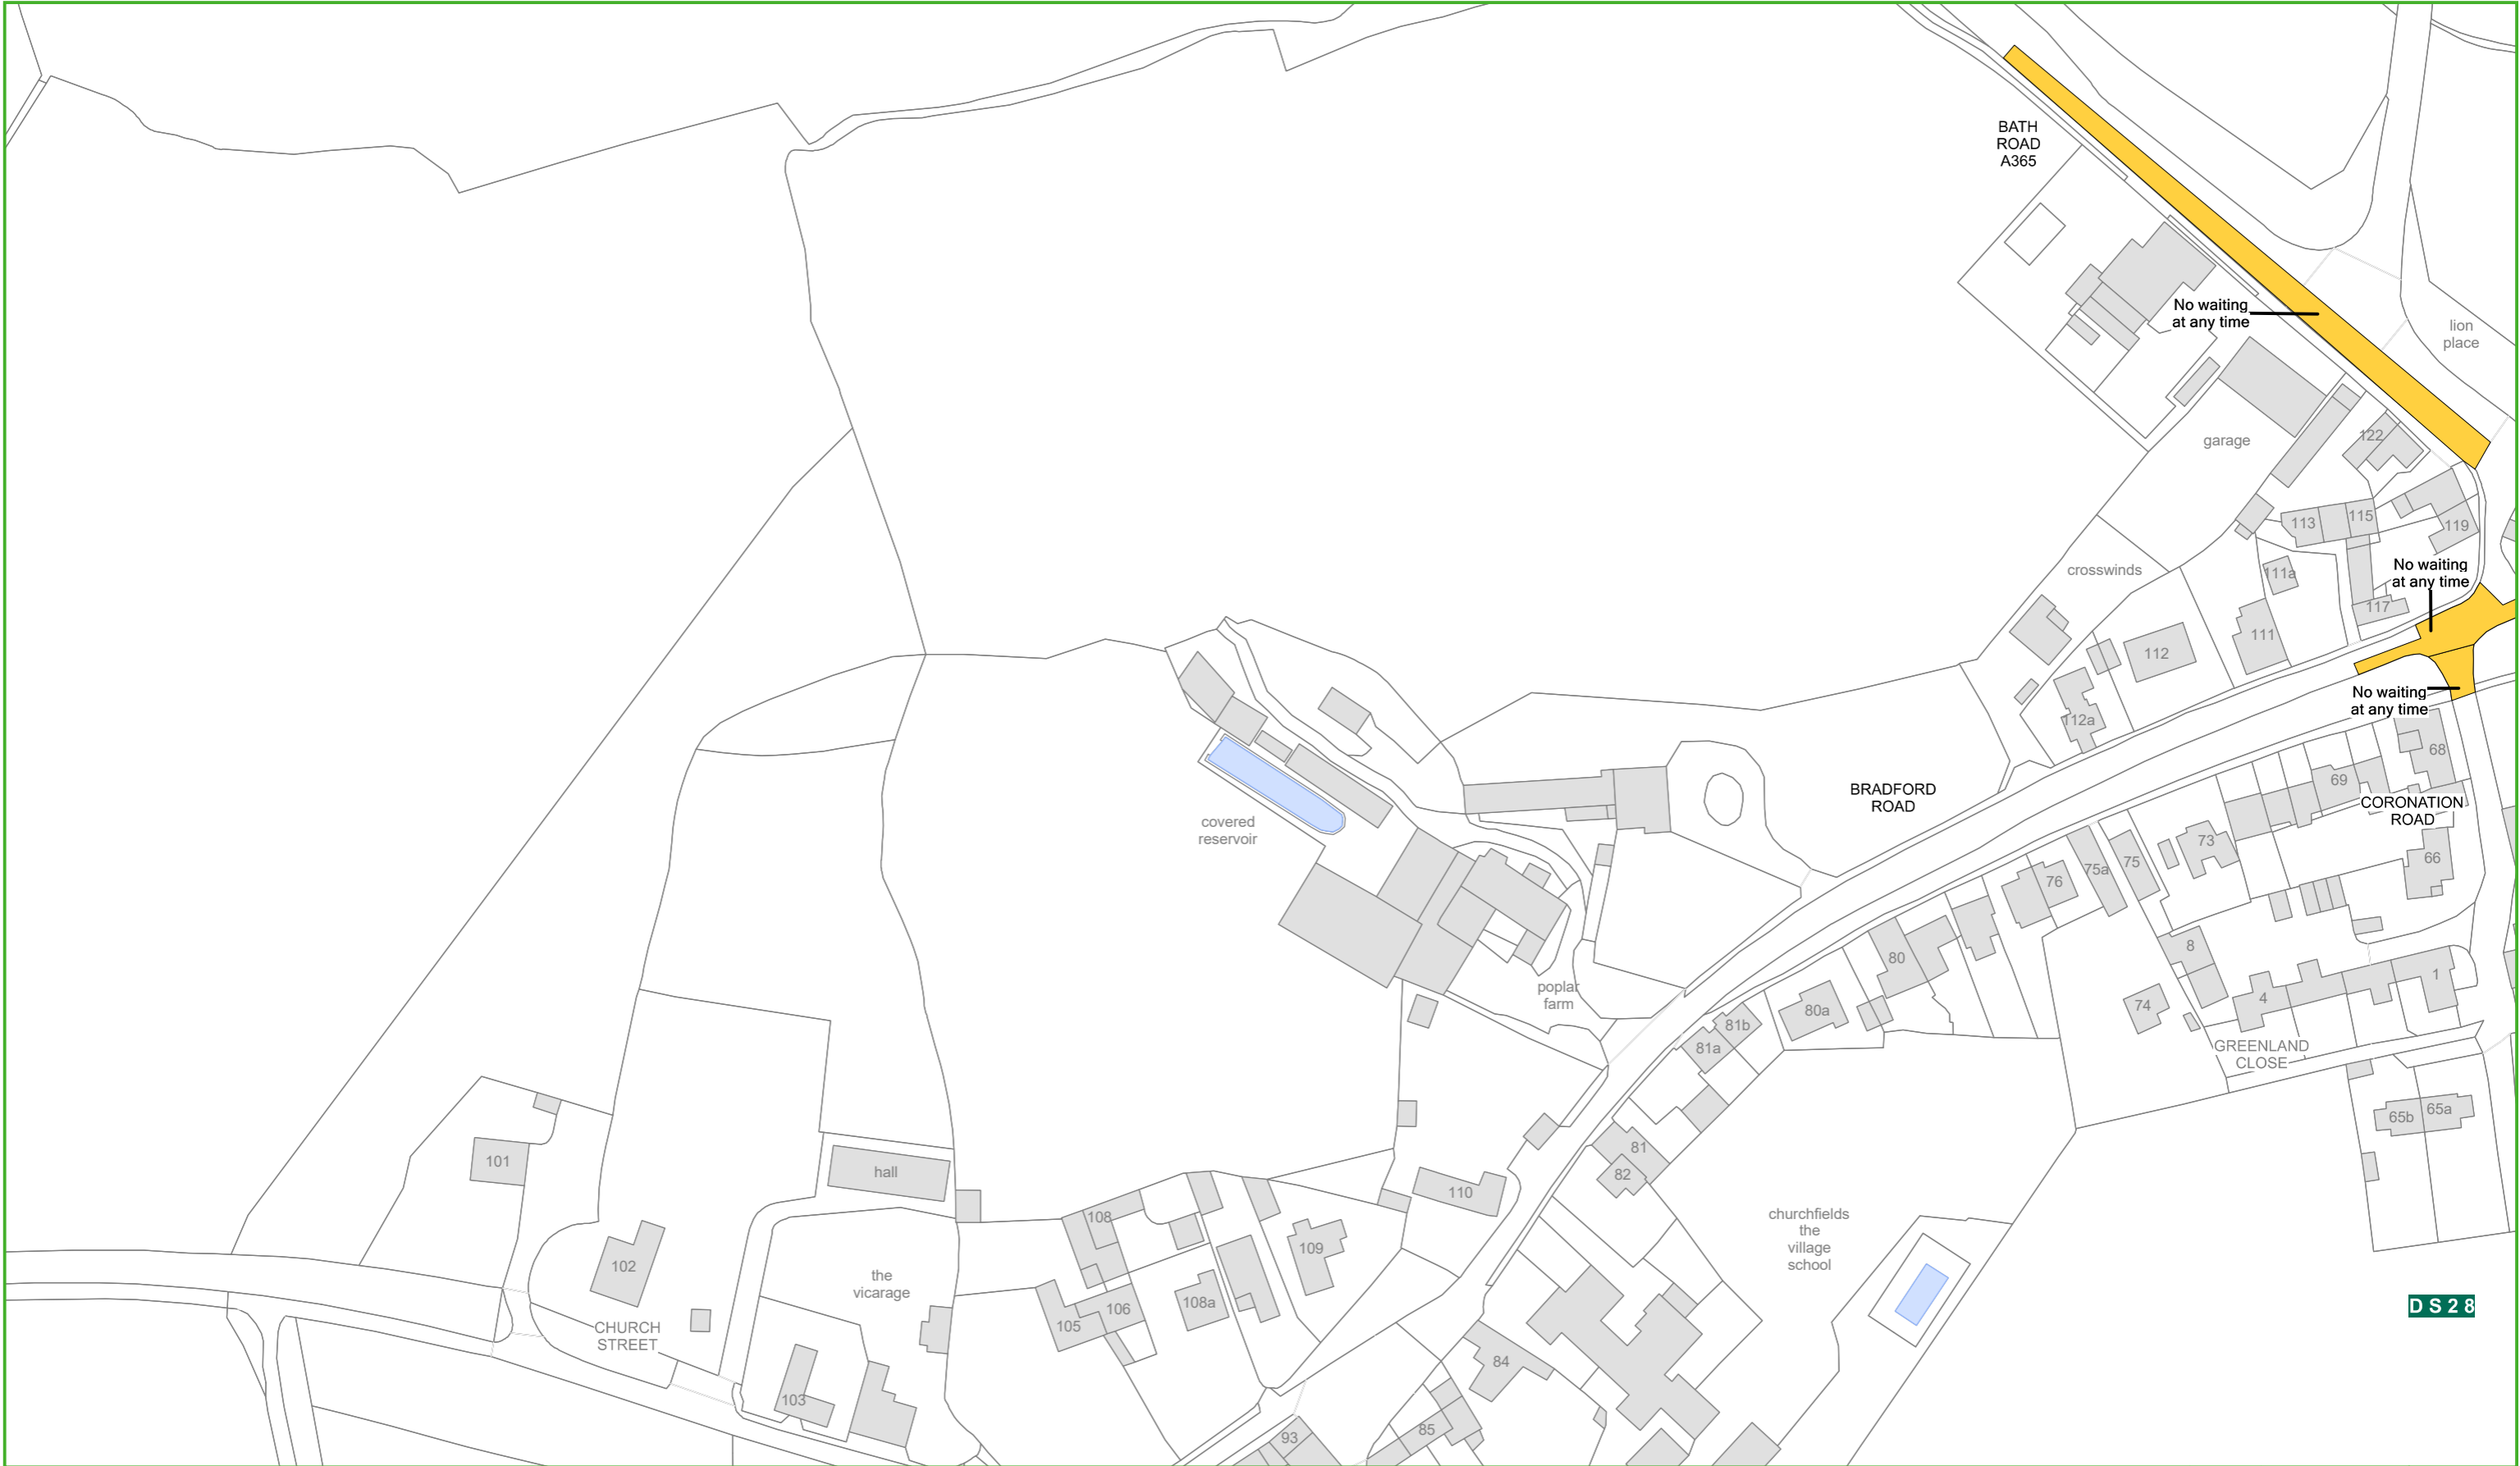 BATH
ROAD
A365
No waiting
at any time
lion
place
122
garage
113
115
119
crosswinds
111a
No waiting
at any time
117
111
112
112a
No waiting
at any time
68
69
BRADFORD
ROAD
CORONATION
ROAD
covered
reservoir
73
66
75
75a
76
8
80
1
poplar
farm
4
74
80a
81b
81a
GREENLAND
CLOSE
65b
65a
81
82
101
hall
110
108
churchfields
the
village
school
109
102
the
vicarage
108a
106
105
DS28
CHURCH
STREET
84
103
85
93